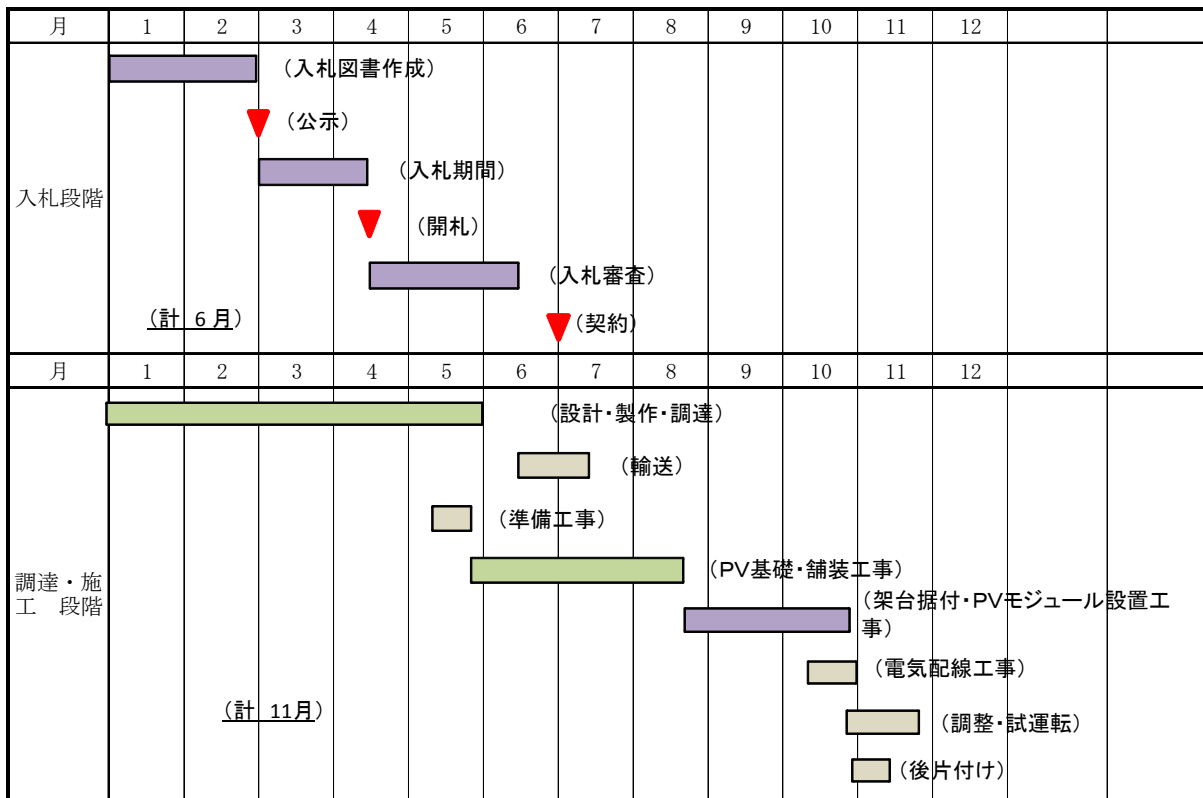 月 1 2 3 4 5 6 7 8 9 10 11 12
(入札図書作成)
(公示)
入札段階
(入札期間)
(開札)
(入札審査)
(計 6月)
(契約)
月 1 2 3 4 5 6 7 8 9 10 11 12
(設計・製作・調達)
(輸送)
(準備工事)
調達・施
工 段階
(PV基礎・舗装工事)
(架台据付・PVモジュール設置工
事)
(電気配線工事)
(計 11月)
(調整・試運転)
(後片付け)